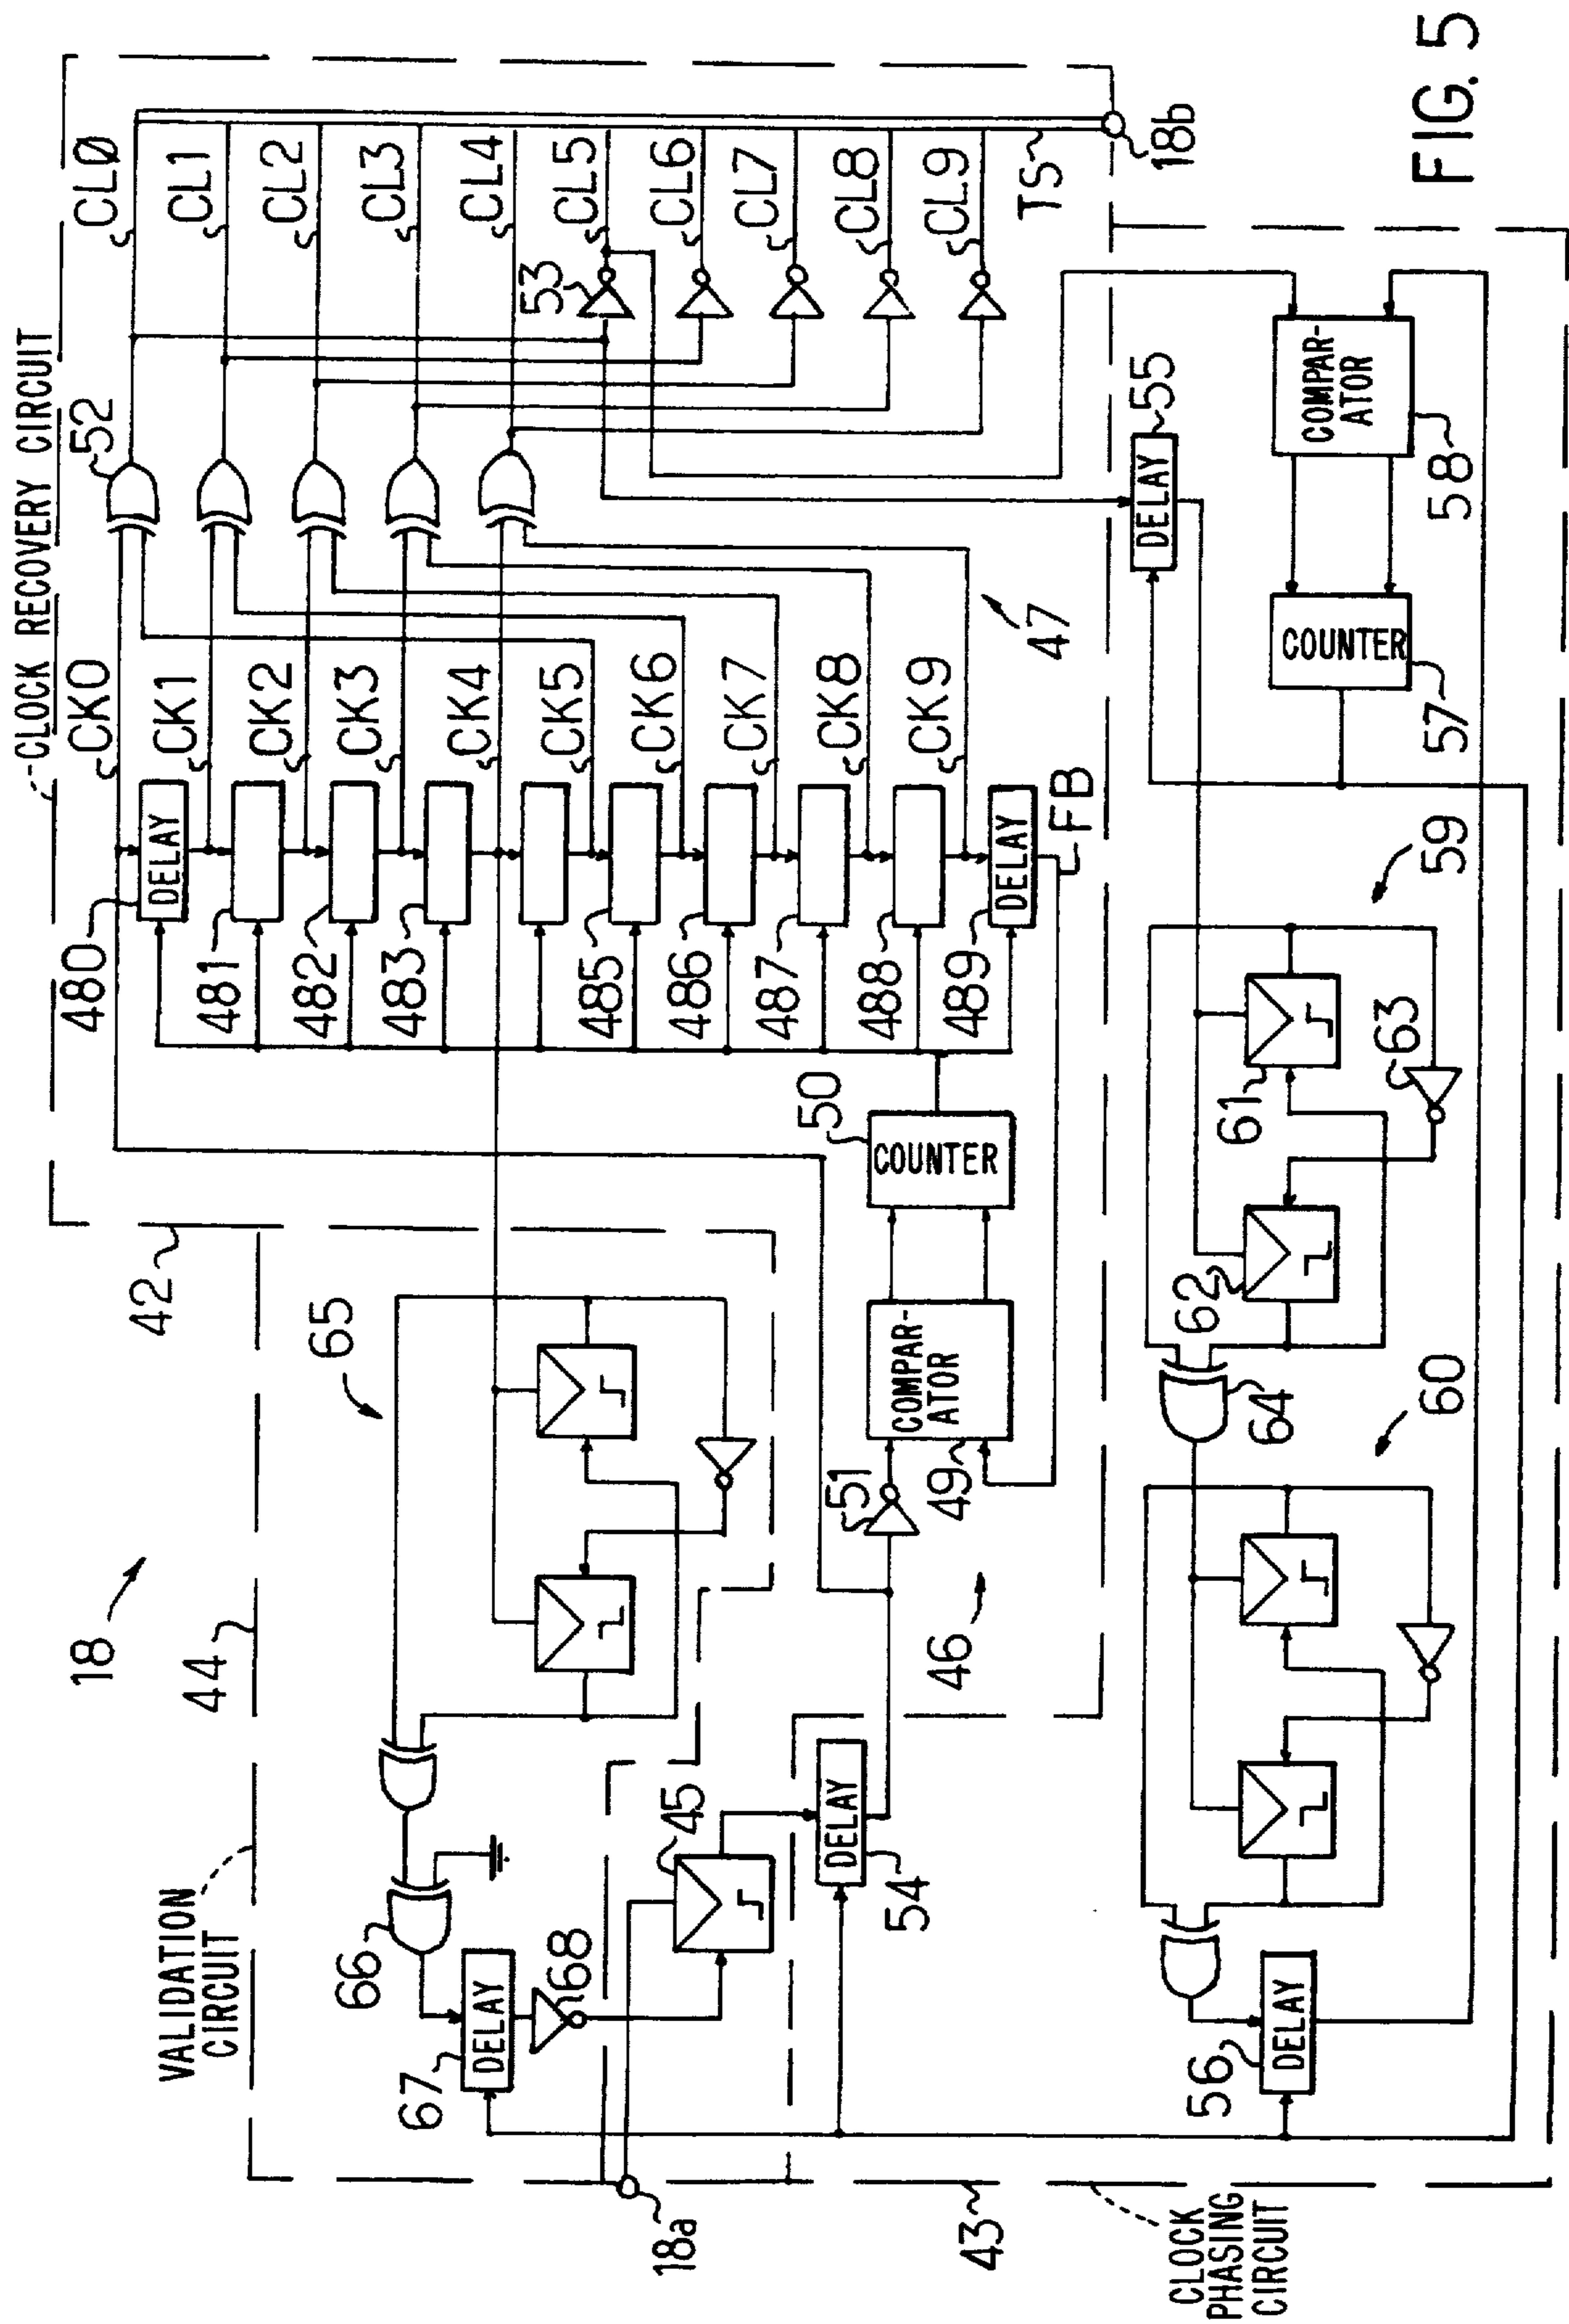 CLOCK RECOVERY CIRCUIT
CK0
CK1
CK2
CK3
CK4
CK5
CK6
CK7
CK8
CK9
52
CLØ
CL1
CL2
CL3
CL4
CL5
CL6
CL7
CL8
CL9
53
TS
18b
480
481
482
483
485
486
487
488
489
DELAY
DELAY
FB
47
42
50
COUNTER
COMPAR-
ATOR
49
51
46
18
44
65
VALIDATION
CIRCUIT
66
67
DELAY
68
45
18a
DELAY
54
43
CLOCK
PHASING
CIRCUIT
DELAY
55
COMPAR-
ATOR
58
COUNTER
57
59
61
62
63
64
60
56
DELAY
FIG. 5